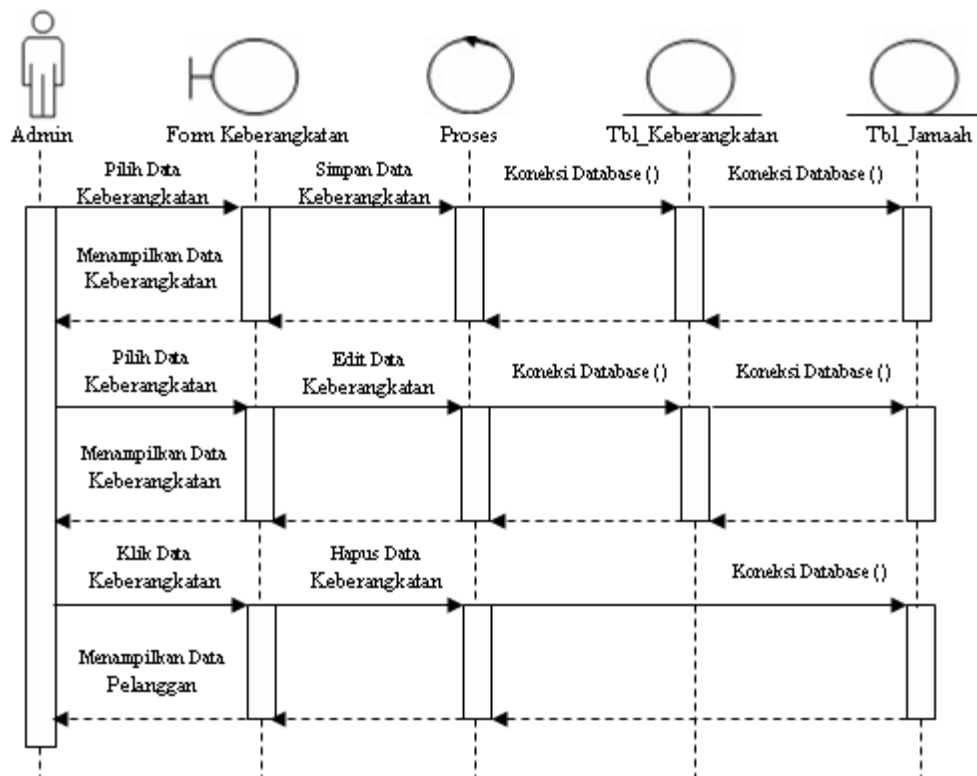 Admin
Form Keberangkatan
Proses
Tbl_Keberangkatan
Tbl_Jamaah
Pilih Data
Keberangkatan
Simpan Data
Keberangkatan
Koneksi Database ()
Koneksi Database ()
Menampilkan Data
Keberangkatan
Pilih Data
Keberangkatan
Edit Data
Keberangkatan
Koneksi Database ()
Koneksi Database ()
Menampilkan Data
Keberangkatan
Klik Data
Keberangkatan
Hapus Data
Keberangkatan
Koneksi Database ()
Menampilkan Data
Pelanggan